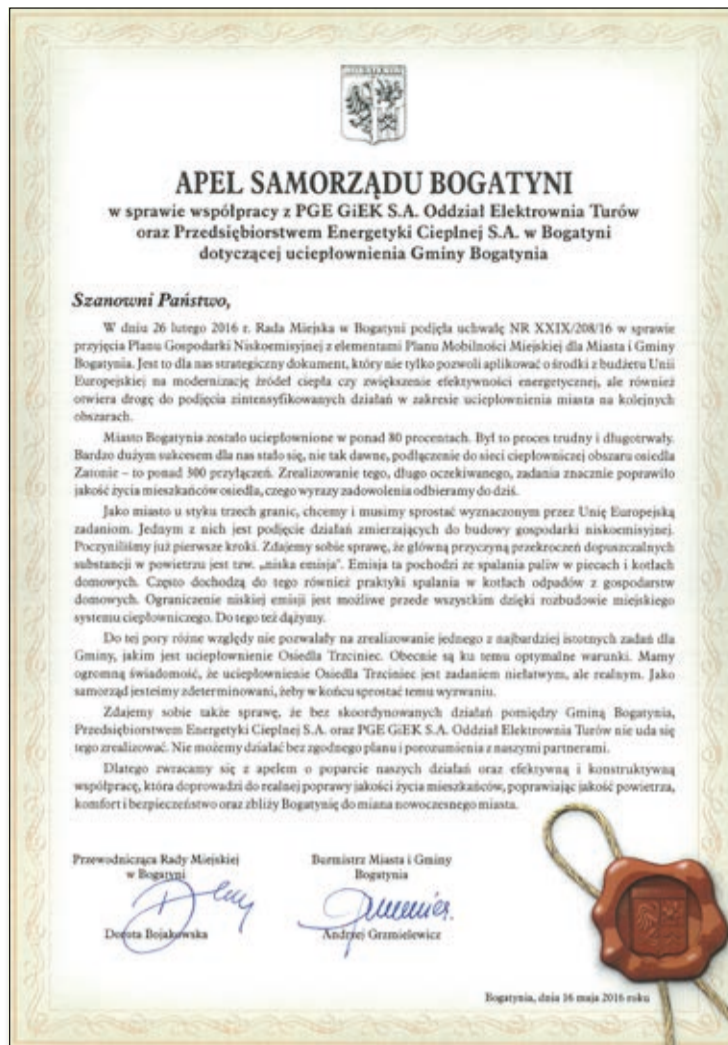 APEL SAMORZĄDU BOGATYNI
w sprawie współpracy z PGE GiEK S.A. Oddział Elektrownia Turów
oraz Przedsiębiorstwem Energetyki Cieplnej S.A. w Bogatyni
dotyczącej uciepłownienia Gminy Bogatynia
Szanowni Państwo,
W dniu 26 lutego 2016 r. Rada Miejska w Bogatyni podjęła uchwałę NR XXIX/208/16 w sprawie
przyjęcia Planu Gospodarki Niskoemisyjnej z elementami Planu Mobilności Miejskiej dla Miasta i Gminy
Bogatynia. Jest to dla nas strategiczny dokument, który nie tylko pozwoli aplikować o środki z budżetu Unii
Europejskiej na modernizację źródeł ciepła czy zwiększenie efektywności energetycznej, ale również
otwiera drogę do podjęcia zintensyfikowanych działań w zakresie uciepłownienia miasta na kolejnych
obszarach.
Miasto Bogatynia zostało uciepłownione w ponad 80 procentach. Był to proces trudny i długotrwały.
Bardzo dużym sukcesem dla nas stało się, nie tak dawne, podłączenie do sieci ciepłowniczej obszaru osiedla
Zatonie – to ponad 300 przyłączeń. Zrealizowanie tego, długo oczekiwanego, zadania znacznie poprawiło
jakość życia mieszkańców osiedla, czego wyrazy zadowolenia odbieramy do dziś.
Jako miasto u styku trzech granic, chcemy i musimy sprostać wyznaczonym przez Unię Europejską
zadaniom. Jednym z nich jest podjęcie działań zmierzających do budowy gospodarki niskoemisyjnej.
Poczyniliśmy już pierwsze kroki. Zdajemy sobie sprawę, że główną przyczyną przekroczeń dopuszczalnych
substancji w powietrzu jest tzw. „niska emisja”. Emisja ta pochodzi ze spalania paliw w piecach i kotłach
domowych. Często dochodzą do tego również praktyki spalania w kotłach odpadów z gospodarstw
domowych. Ograniczenie niskiej emisji jest możliwe przede wszystkim dzięki rozbudowie miejskiego
systemu ciepłowniczego. Do tego też dążymy.
Do tej pory różne względy nie pozwalały na zrealizowanie jednego z najbardziej istotnych zadań dla
Gminy, jakim jest uciepłownienie Osiedla Trzciniec. Obecnie są ku temu optymalne warunki. Mamy
ogromną świadomość, że uciepłownienie Osiedla Trzciniec jest zadaniem niełatwym, ale realnym. Jako
samorząd jesteśmy zdeterminowani, żeby w końcu sprostać temu wyzwaniu.
Zdajemy sobie także sprawę, że bez skoordynowanych działań pomiędzy Gminą Bogatynia,
Przedsiębiorstwem Energetyki Cieplnej S.A. oraz PGE GiEK S.A. Oddział Elektrownia Turów nie uda się
tego zrealizować. Nie możemy działać bez zgodnego planu i porozumienia z naszymi partnerami.
Dlatego zwracamy się z apelem o poparcie naszych działań oraz efektywną i konstruktywną
współpracę, która doprowadzi do realnej poprawy jakości życia mieszkańców, poprawiając jakość powietrza,
komfort i bezpieczeństwo oraz zbliży Bogatynię do miana nowoczesnego miasta.
Przewodnicząca Rady Miejskiej
w Bogatyni
Dorota Bojakowska
Burmistrz Miasta i Gminy
Bogatynia
Andrzej Grzmielewicz
Bogatynia, dnia 16 maja 2016 roku